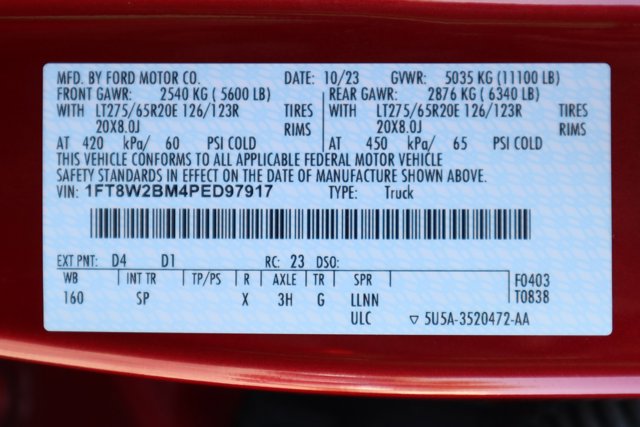 MFD. BY FORD MOTOR CO. DATE: 10/23 GVWR: 5035 KG (11100 LB)
FRONT GAWR: 2540 KG ( 5600 LB) REAR GAWR: 2876 KG ( 6340 LB)
WITH LT275/65R20E 126/123R TIRES WITH LT275/65R20E 126/123R TIRES
20X8.0J RIMS 20X8.0J RIMS
AT 420 kPa/ 60 PSI COLD AT 450 kPa/ 65 PSI COLD
THIS VEHICLE CONFORMS TO ALL APPLICABLE FEDERAL MOTOR VEHICLE
SAFETY STANDARDS IN EFFECT ON THE DATE OF MANUFACTURE SHOWN ABOVE.
VIN: 1FT8W2BM4PED97917 TYPE: Truck
EXT PNT: D4 D1 RC: 23 DSO:
WB INT TR TP/PS R AXLE TR SPR F0403
160 SP X 3H G LLNN T0838
ULC ▽ 5U5A-3520472-AA